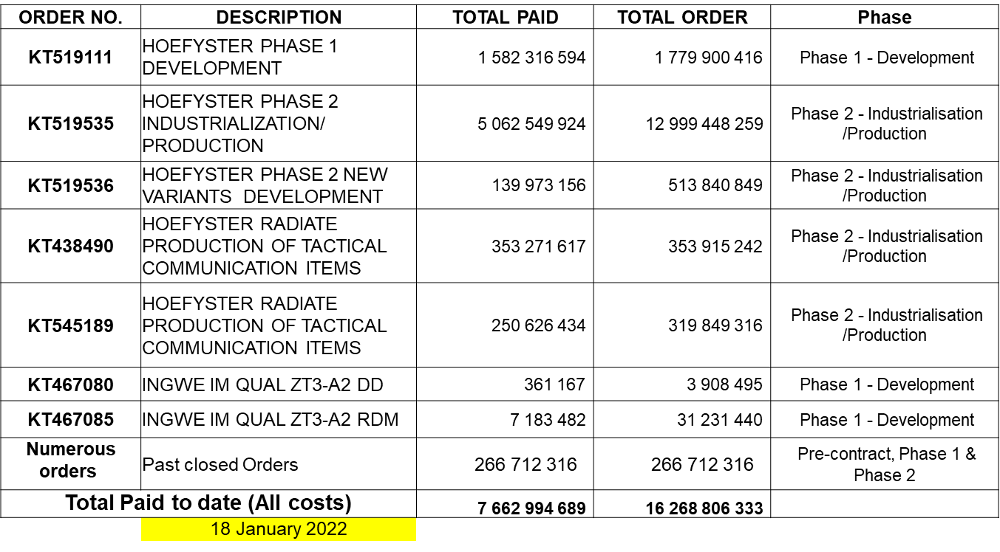 ORDER NO. DESCRIPTION TOTAL PAID TOTAL ORDER Phase
KT519111 HOEFYSTER PHASE 1 DEVELOPMENT 1 582 316 594 1 779 900 416 Phase 1 - Development
KT519535 HOEFYSTER PHASE 2 INDUSTRIALIZATION/ PRODUCTION 5 062 549 924 12 999 448 259 Phase 2 - Industrialisation /Production
KT519536 HOEFYSTER PHASE 2 NEW VARIANTS DEVELOPMENT 139 973 156 513 840 849 Phase 2 - Industrialisation /Production
KT438490 HOEFYSTER RADIATE PRODUCTION OF TACTICAL COMMUNICATION ITEMS 353 271 617 353 915 242 Phase 2 - Industrialisation /Production
KT545189 HOEFYSTER RADIATE PRODUCTION OF TACTICAL COMMUNICATION ITEMS 250 626 434 319 849 316 Phase 2 - Industrialisation /Production
KT467080 INGWE IM QUAL ZT3-A2 DD 361 167 3 908 495 Phase 1 - Development
KT467085 INGWE IM QUAL ZT3-A2 RDM 7 183 482 31 231 440 Phase 1 - Development
Numerous orders Past closed Orders 266 712 316 266 712 316 Pre-contract, Phase 1 & Phase 2
Total Paid to date (All costs) 7 662 994 689 16 268 806 333
18 January 2022